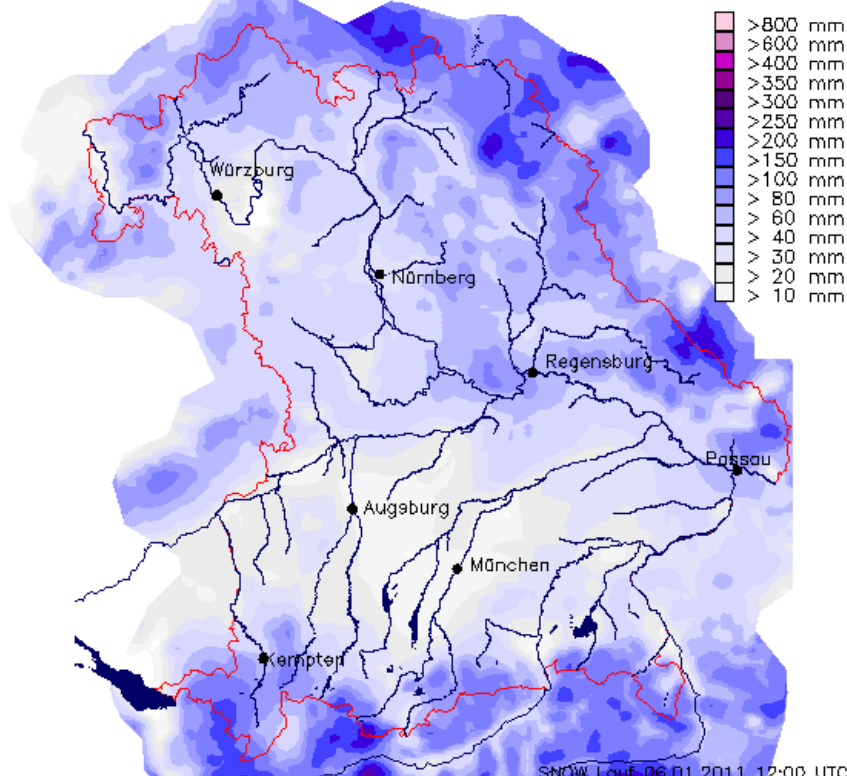 >800 mm
>600 mm
>400 mm
>350 mm
>300 mm
>250 mm
>200 mm
>150 mm
>100 mm
> 80 mm
> 60 mm
> 40 mm
> 30 mm
> 20 mm
> 10 mm
Würzburg
Nürnberg
Regensburg
Passau
Augsburg
München
Kempten
SNOW Lauf 06.01.2011 12:00 UTC